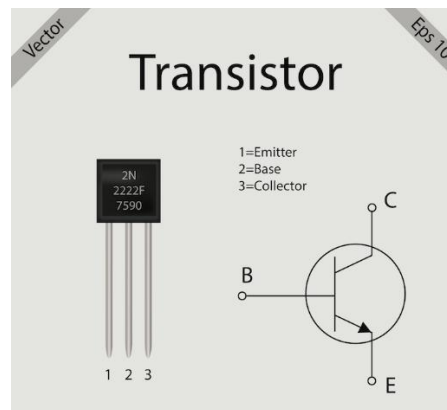 Vector
Eps 10
Transistor
2N
2222F
7590
1=Emitter
2=Base
3=Collector
C
B
E
1 2 3